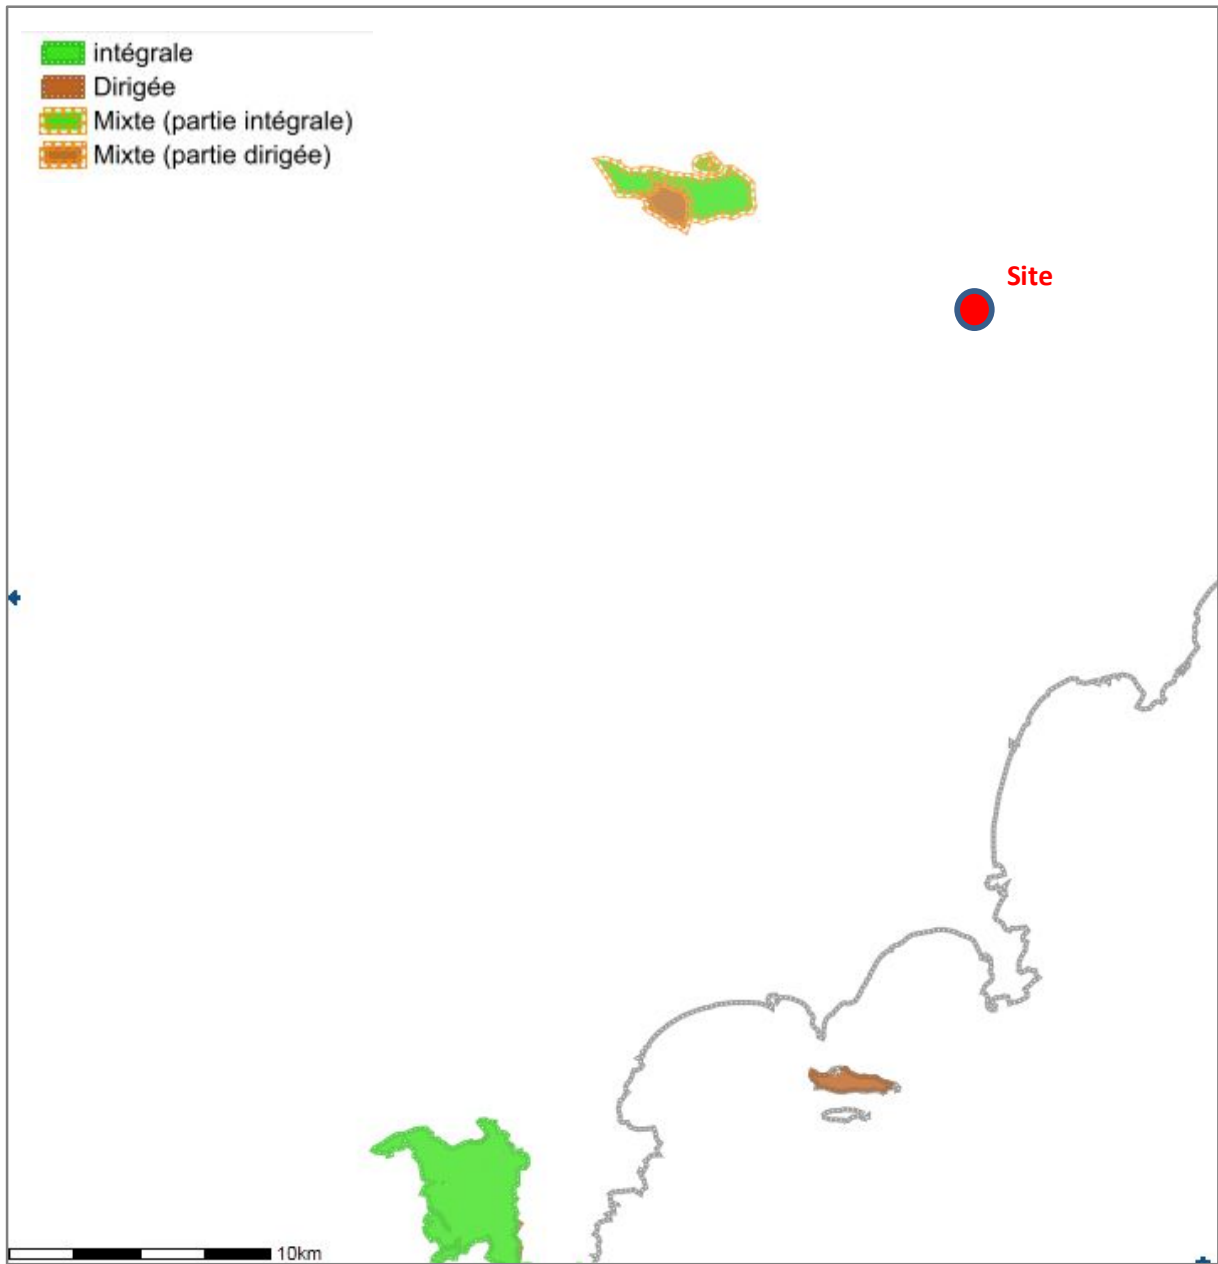 intégrale
Dirigée
Mixte (partie intégrale)
Mixte (partie dirigée)
Site
10km